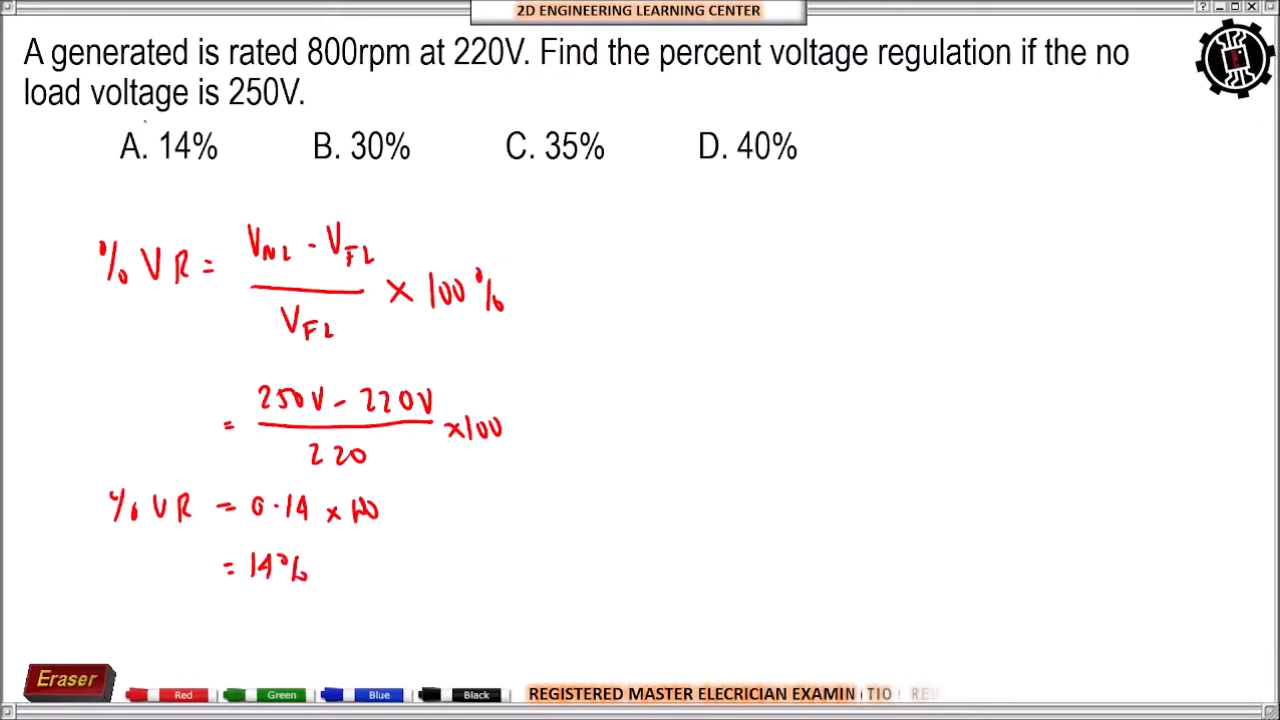 2D ENGINEERING LEARNING CENTER
A generated is rated 800rpm at 220V. Find the percent voltage regulation if the no
load voltage is 250V.
A. 14% B. 30% C. 35% D. 40%
% VR = VNL - VFL
VFL
× 100%
= 250V - 220V
220
×100
% VR = 0.14 × 100
= 14%
Eraser
Red Green Blue Black
REGISTERED MASTER ELECRICIAN EXAMIN TIO REV